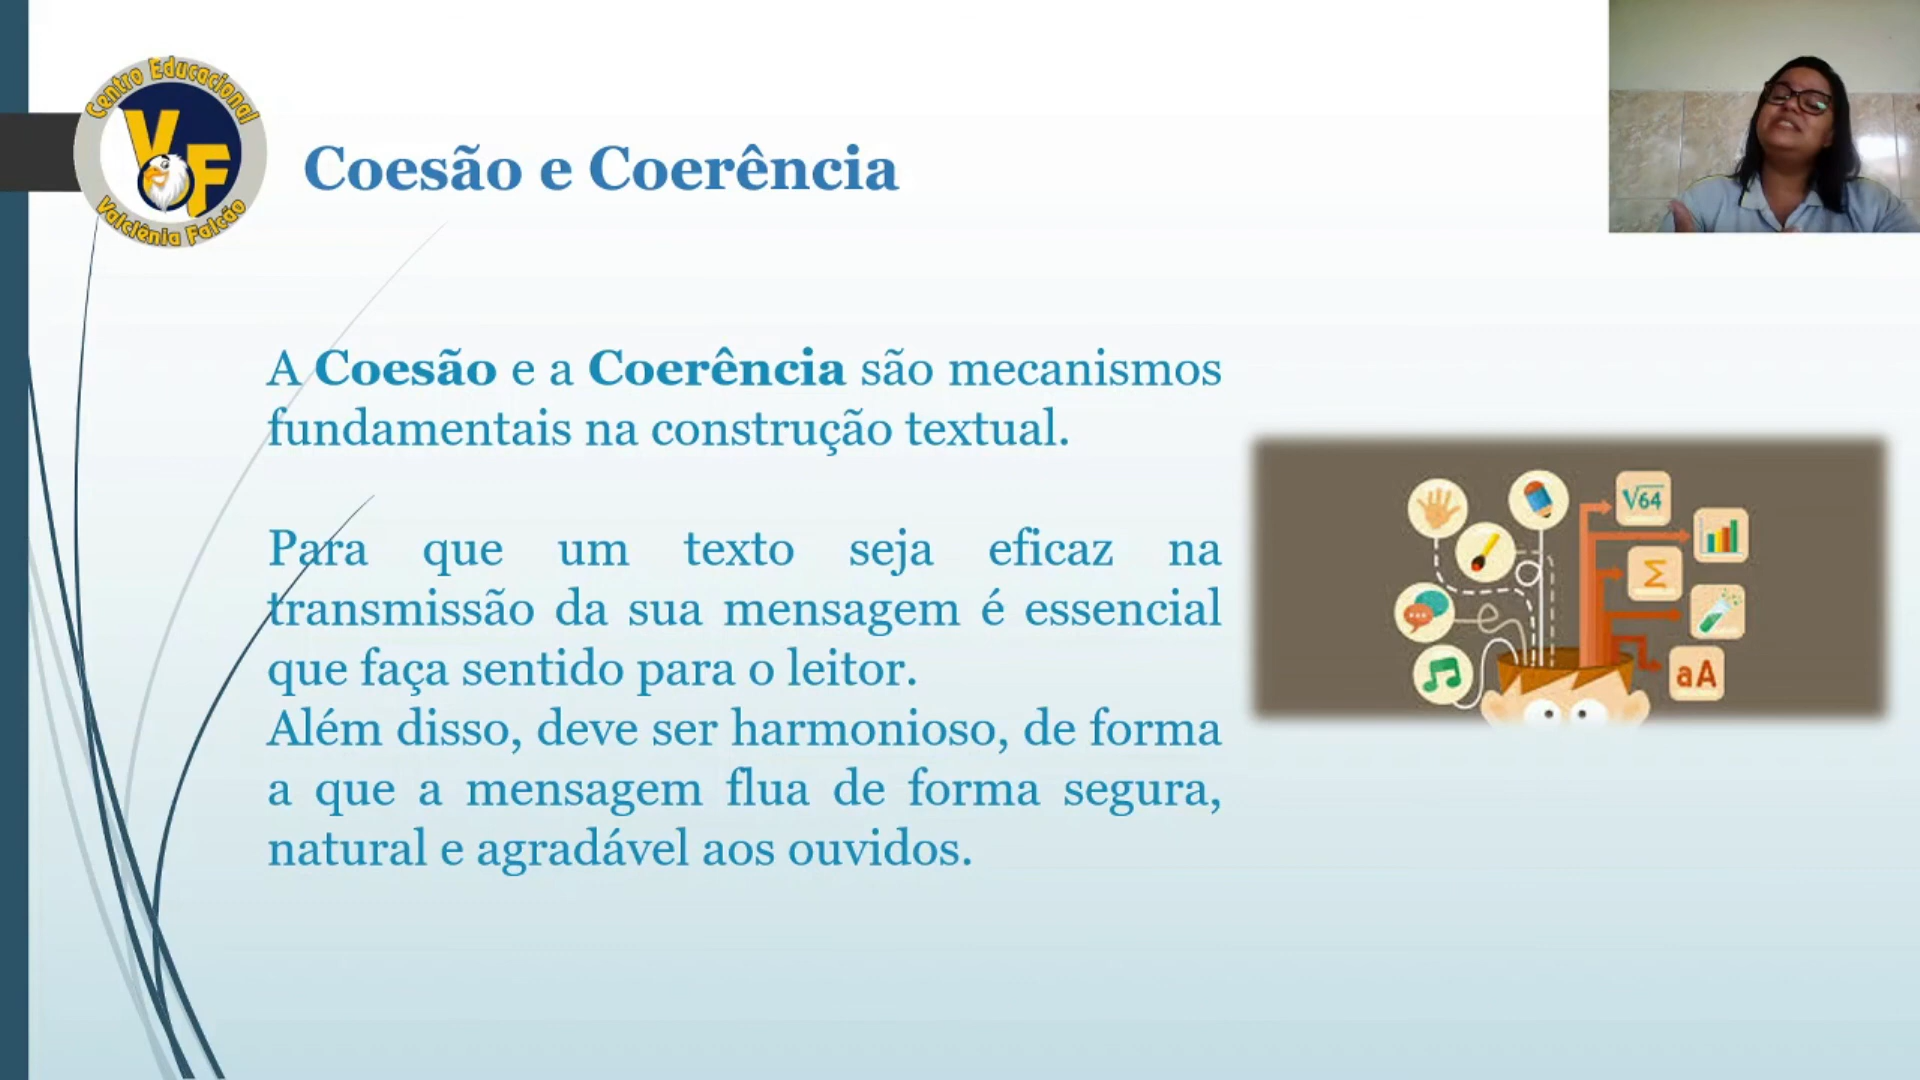 Centro Educacional
VF
Valciênia Falcão
Coesão e Coerência
A Coesão e a Coerência são mecanismos
fundamentais na construção textual.
Para que um texto seja eficaz na
transmissão da sua mensagem é essencial
que faça sentido para o leitor.
Além disso, deve ser harmonioso, de forma
a que a mensagem flua de forma segura,
natural e agradável aos ouvidos.
√64
Σ
aA